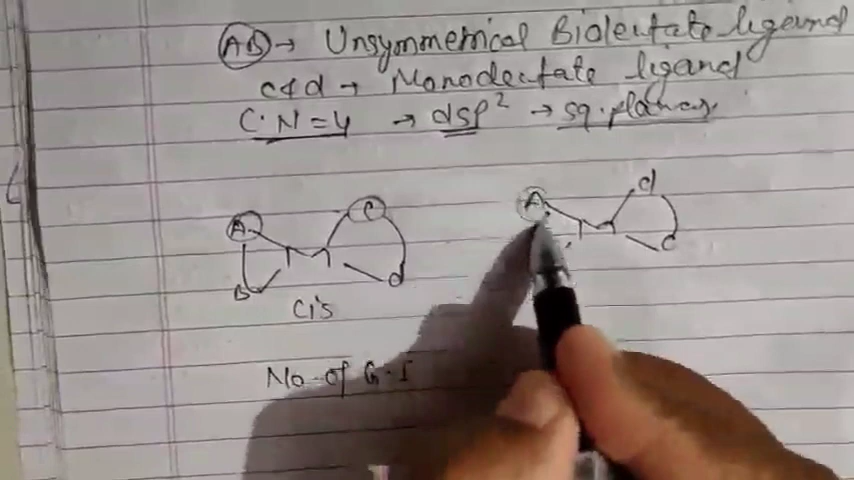 (AB)→ Unsymmetrical Bidentate ligand
c & d → Monodentate ligand
C.N = 4 → dsp² → sq. planar.
A C A d
B d c
Cis
No of G.I